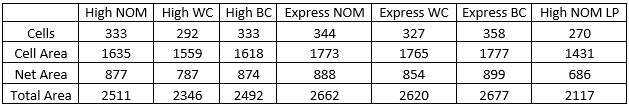 High NOM High WC High BC Express NOM Express WC Express BC High NOM LP
Cells 333 292 333 344 327 358 270
Cell Area 1635 1559 1618 1773 1765 1777 1431
Net Area 877 787 874 888 854 899 686
Total Area 2511 2346 2492 2662 2620 2677 2117